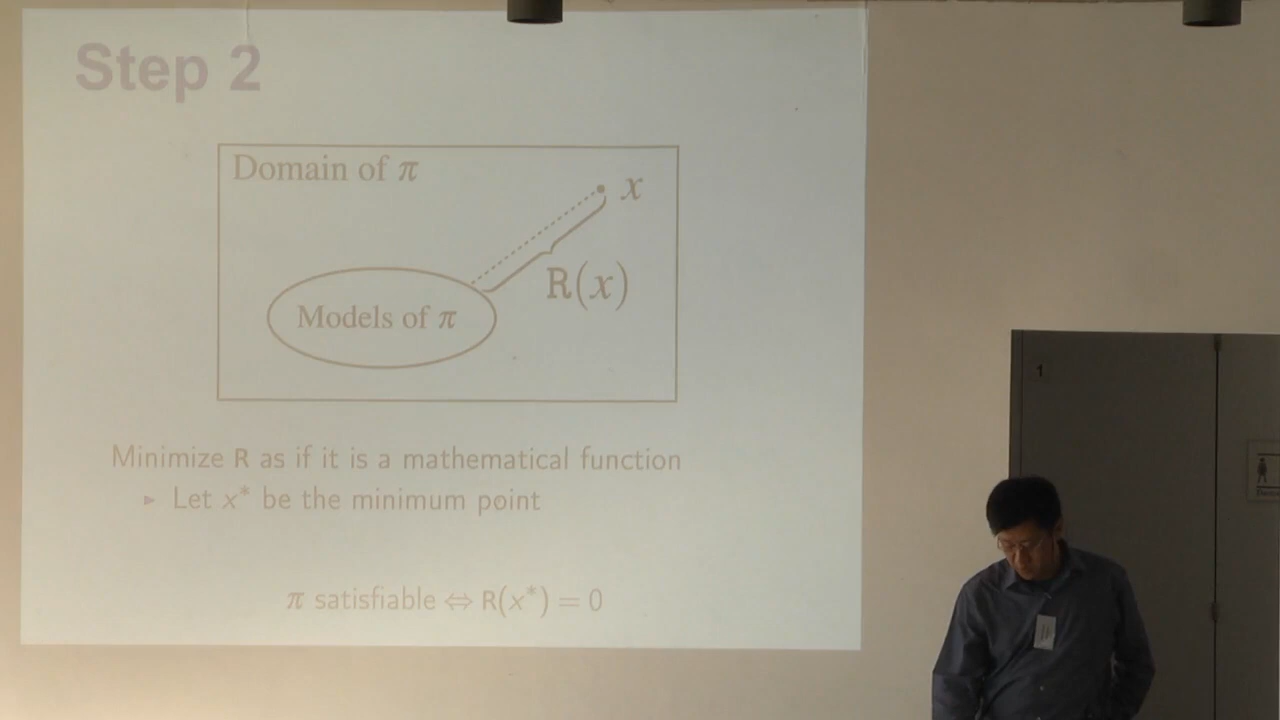 Step 2
Domain of π
x
R(x)
Models of π
Minimize R as if it is a mathematical function
▸ Let x* be the minimum point
π satisfiable ⇔ R(x*) = 0
1